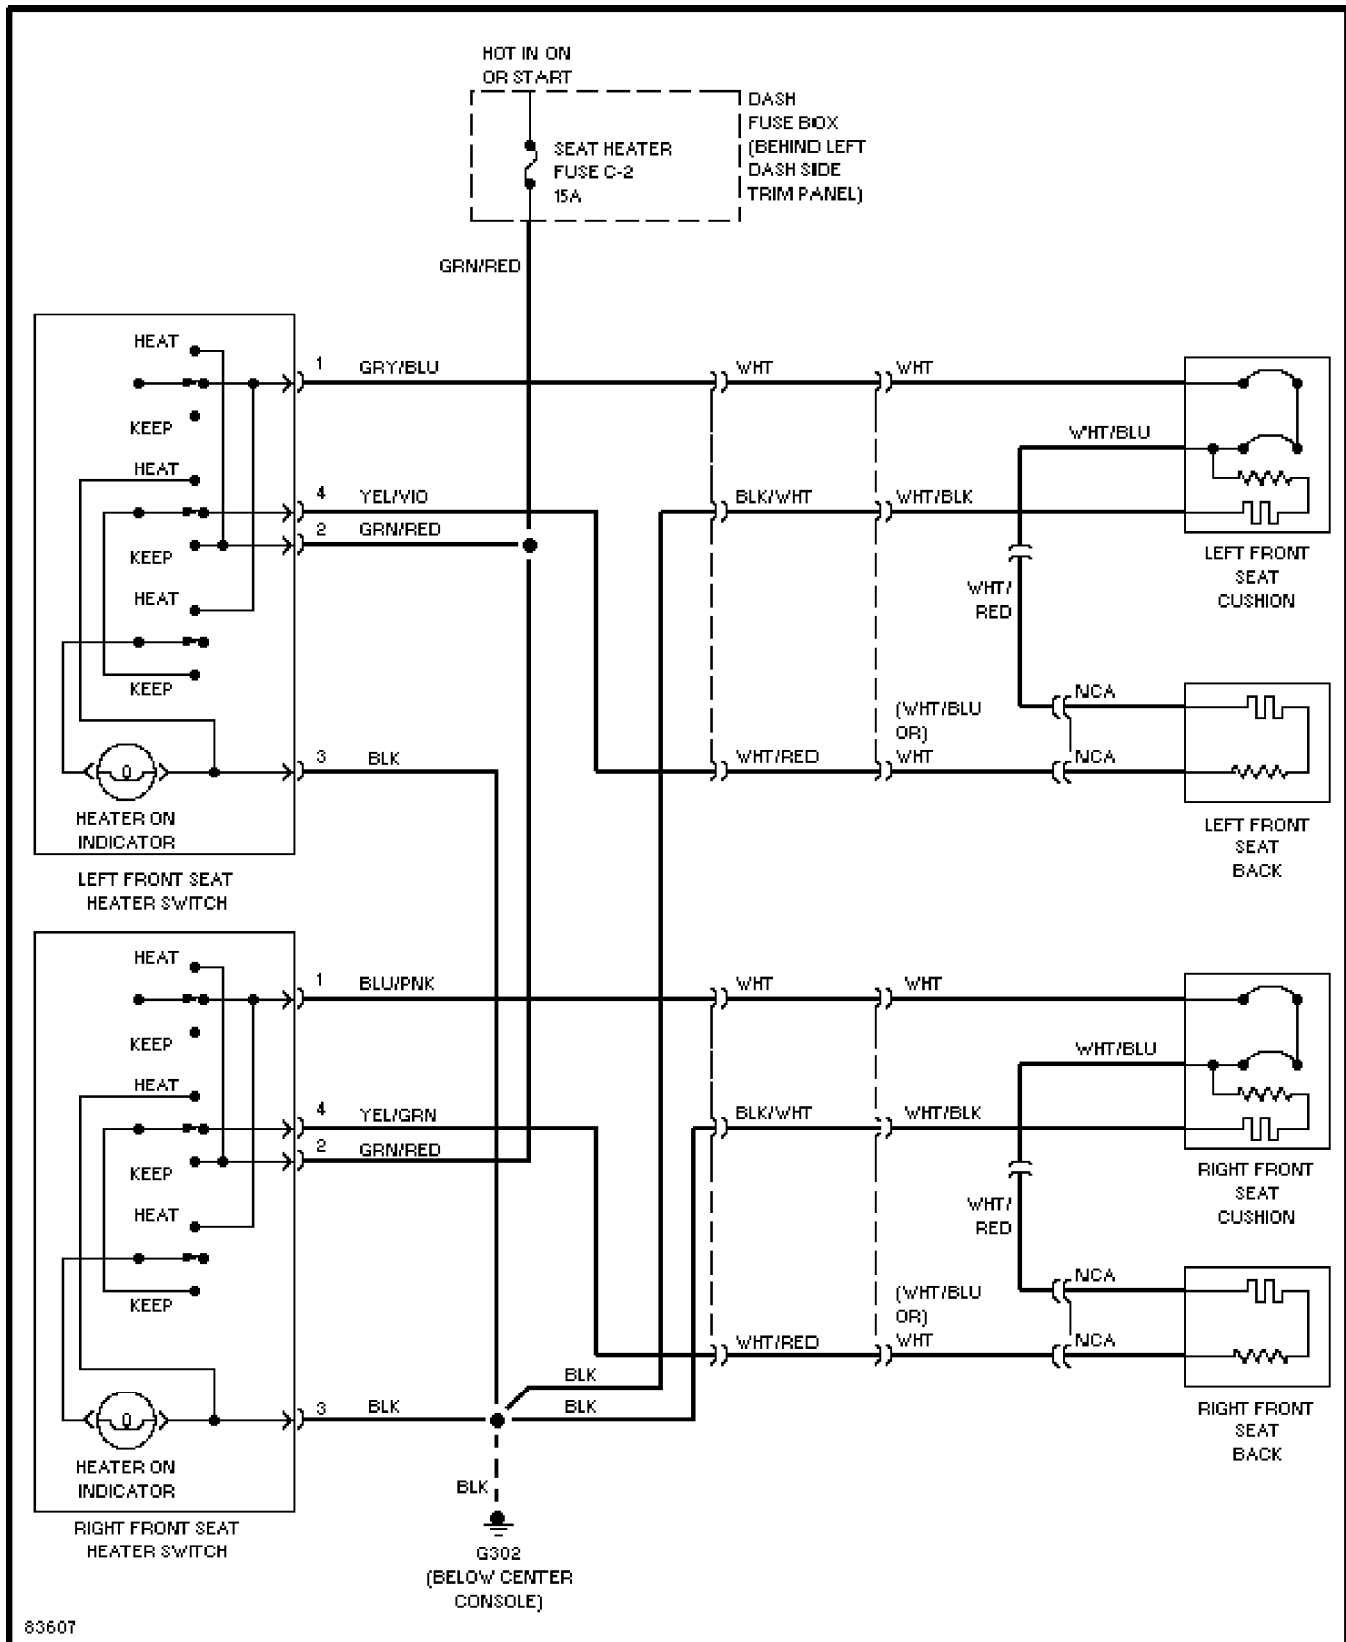 HOT IN ON
OR START
DASH
FUSE BOX
(BEHIND LEFT
DASH SIDE
TRIM PANEL)
SEAT HEATER
FUSE C-2
15A
GRN/RED
HEAT
KEEP
HEAT
KEEP
HEAT
KEEP
HEATER ON
INDICATOR
LEFT FRONT SEAT
HEATER SWITCH
1 GRY/BLU
4 YEL/VIO
2 GRN/RED
3 BLK
WHT
WHT
BLK/WHT
WHT/BLK
WHT/BLU
WHT/
RED
NCA
(WHT/BLU
OR)
WHT/RED
WHT
NCA
LEFT FRONT
SEAT
CUSHION
LEFT FRONT
SEAT
BACK
HEAT
KEEP
HEAT
KEEP
HEAT
KEEP
HEATER ON
INDICATOR
RIGHT FRONT SEAT
HEATER SWITCH
1 BLU/PNK
4 YEL/GRN
2 GRN/RED
3 BLK
WHT
WHT
BLK/WHT
WHT/BLK
WHT/BLU
WHT/
RED
NCA
(WHT/BLU
OR)
WHT/RED
WHT
NCA
BLK
BLK
RIGHT FRONT
SEAT
CUSHION
RIGHT FRONT
SEAT
BACK
BLK
G302
(BELOW CENTER
CONSOLE)
83607